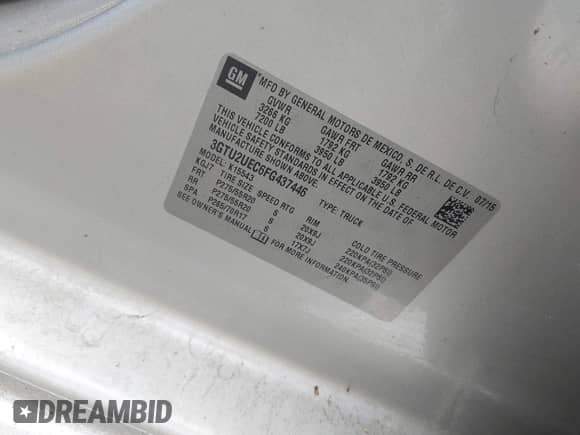 GM
*MFD BY GENERAL MOTORS DE MEXICO, S. DE R.L. DE C.V. 07/15
GVWR GAWR FRT GAWR RR
3266 KG 1792 KG 1792 KG
7200 LB 3950 LB 3950 LB
THIS VEHICLE CONFORMS TO ALL APPLICABLE U.S. FEDERAL MOTOR
VEHICLE SAFETY STANDARDS IN EFFECT ON THE DATE OF
MANUFACTURE SHOWN ABOVE.
3GTU2UEC6FG437446 TYPE: TRUCK
MODEL: K15543
KGJ7 TIRE SIZE SPEED RTG RIM COLD TIRE PRESSURE
FRT P275/55R20 S 20X9J 220KPA(32PSI)
RR P275/55R20 S 20X9J 220KPA(32PSI)
SPA P265/70R17 S 17X7J 240KPA(35PSI)
SEE OWNER'S MANUAL FOR MORE INFORMATION.
DREAMBID